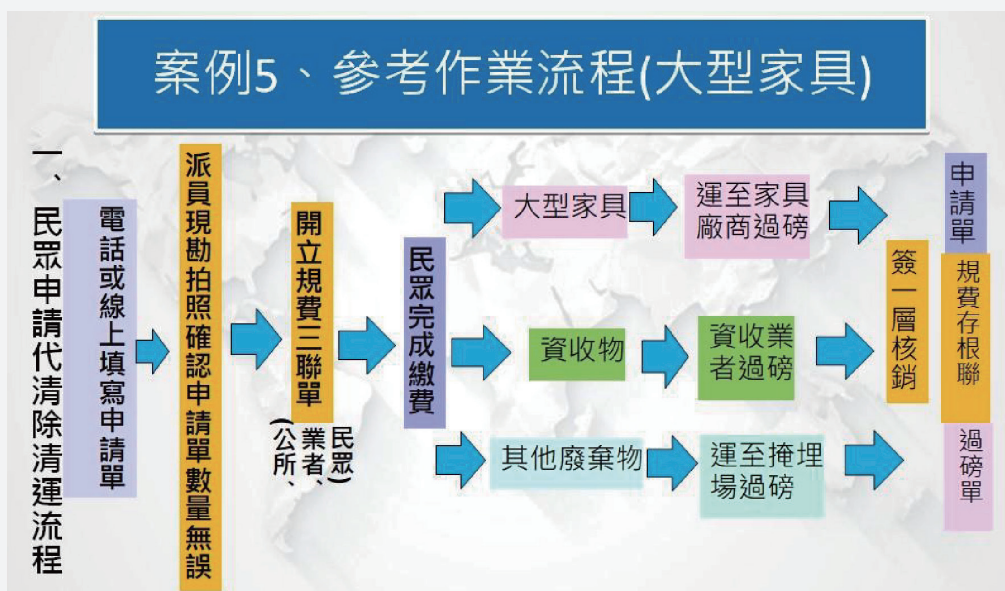 案例5、參考作業流程(大型家具)
一、民眾申請代清除清運流程
電話或線上填寫申請單
派員現勘拍照確認申請單數量無誤
開立規費三聯單
(公所、
業者、
民眾)
民眾完成繳費
大型家具
運至家具
廠商過磅
資收物
資收業
者過磅
其他廢棄物
運至掩埋
場過磅
簽一層核銷
申請單
規費存根聯
過磅單